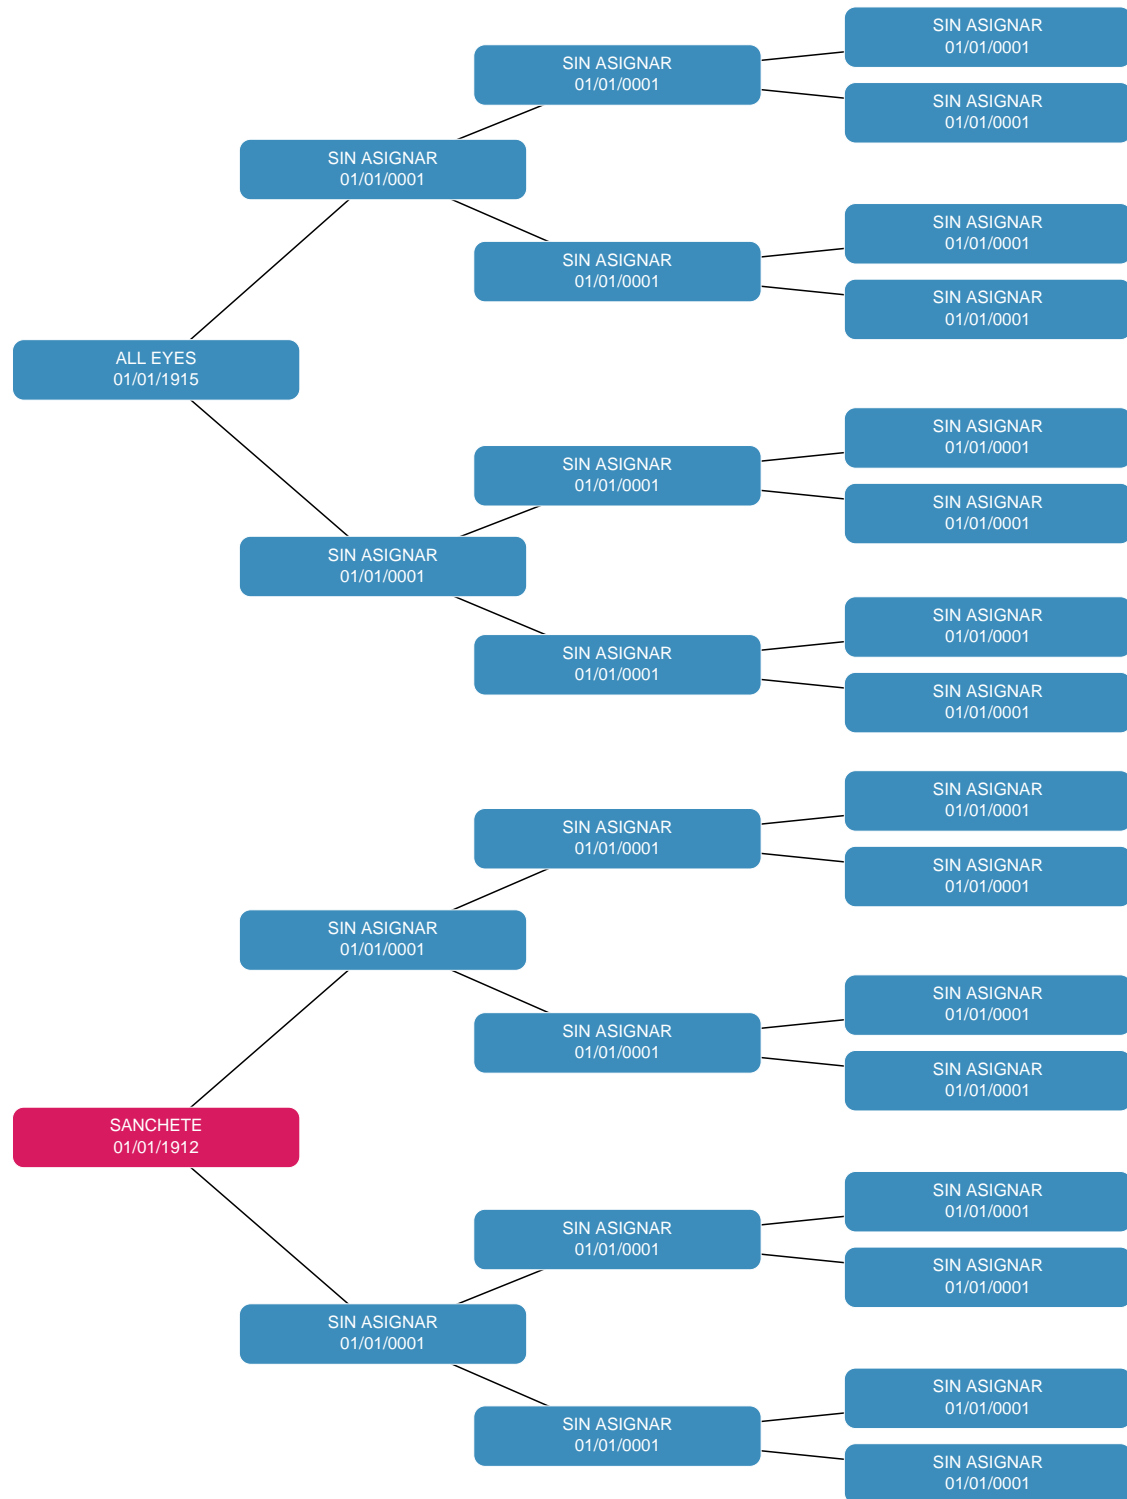 SIN ASIGNAR
01/01/0001
SIN ASIGNAR
01/01/0001
SIN ASIGNAR
01/01/0001
SIN ASIGNAR
01/01/0001
SIN ASIGNAR
01/01/0001
SIN ASIGNAR
01/01/0001
SIN ASIGNAR
01/01/0001
ALL EYES
01/01/1915
SIN ASIGNAR
01/01/0001
SIN ASIGNAR
01/01/0001
SIN ASIGNAR
01/01/0001
SIN ASIGNAR
01/01/0001
SIN ASIGNAR
01/01/0001
SIN ASIGNAR
01/01/0001
SIN ASIGNAR
01/01/0001
SIN ASIGNAR
01/01/0001
SIN ASIGNAR
01/01/0001
SIN ASIGNAR
01/01/0001
SIN ASIGNAR
01/01/0001
SIN ASIGNAR
01/01/0001
SIN ASIGNAR
01/01/0001
SIN ASIGNAR
01/01/0001
SANCHETE
01/01/1912
SIN ASIGNAR
01/01/0001
SIN ASIGNAR
01/01/0001
SIN ASIGNAR
01/01/0001
SIN ASIGNAR
01/01/0001
SIN ASIGNAR
01/01/0001
SIN ASIGNAR
01/01/0001
SIN ASIGNAR
01/01/0001